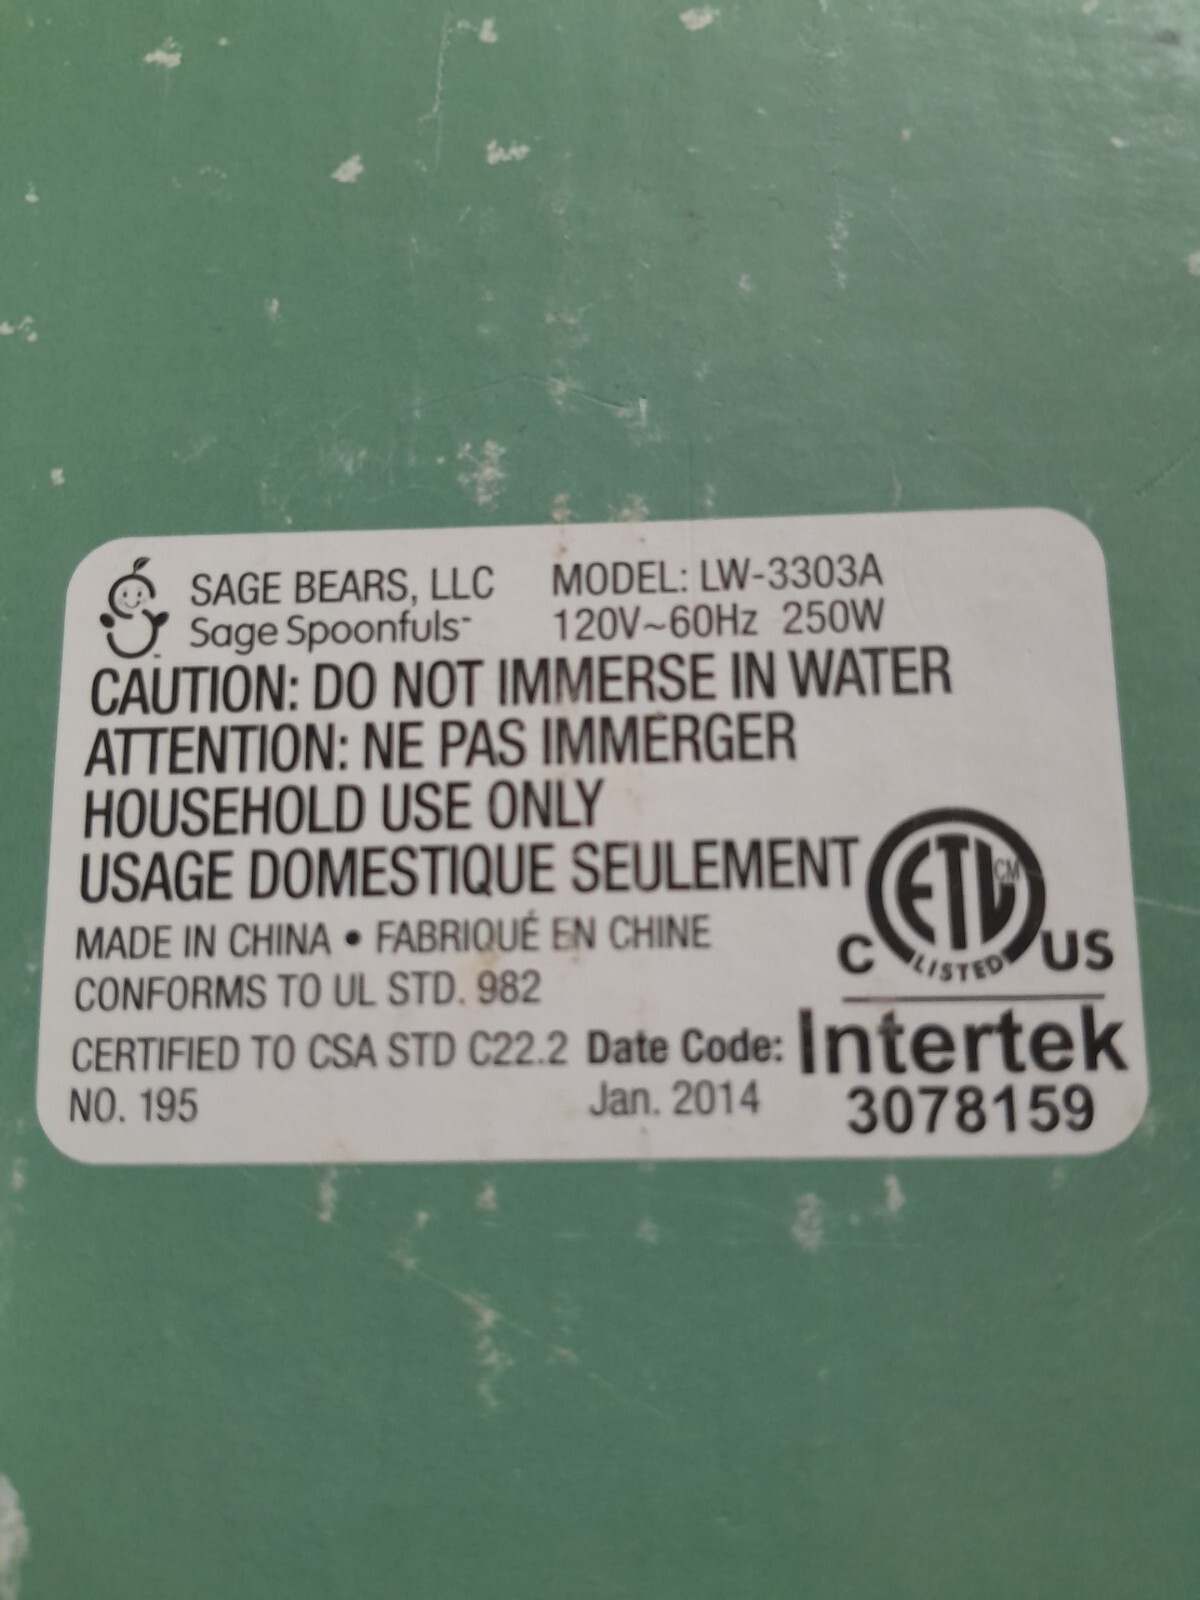 SAGE BEARS, LLC
Sage Spoonfuls™
MODEL: LW-3303A
120V~60Hz 250W
CAUTION: DO NOT IMMERSE IN WATER
ATTENTION: NE PAS IMMERGER
HOUSEHOLD USE ONLY
USAGE DOMESTIQUE SEULEMENT
MADE IN CHINA • FABRIQUÉ EN CHINE
CONFORMS TO UL STD. 982
CERTIFIED TO CSA STD C22.2
NO. 195
Date Code:
Jan. 2014
ETL CM
C LISTED US
Intertek
3078159